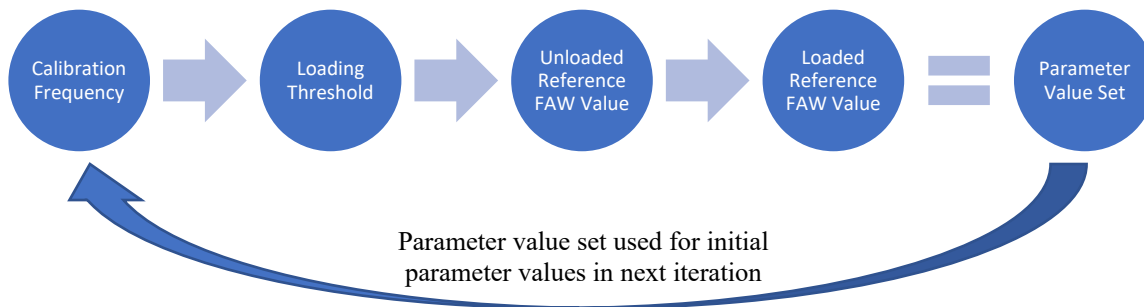 Calibration
Frequency
Loading
Threshold
Unloaded
Reference
FAW Value
Loaded
Reference
FAW Value
Parameter
Value Set
Parameter value set used for initial
parameter values in next iteration